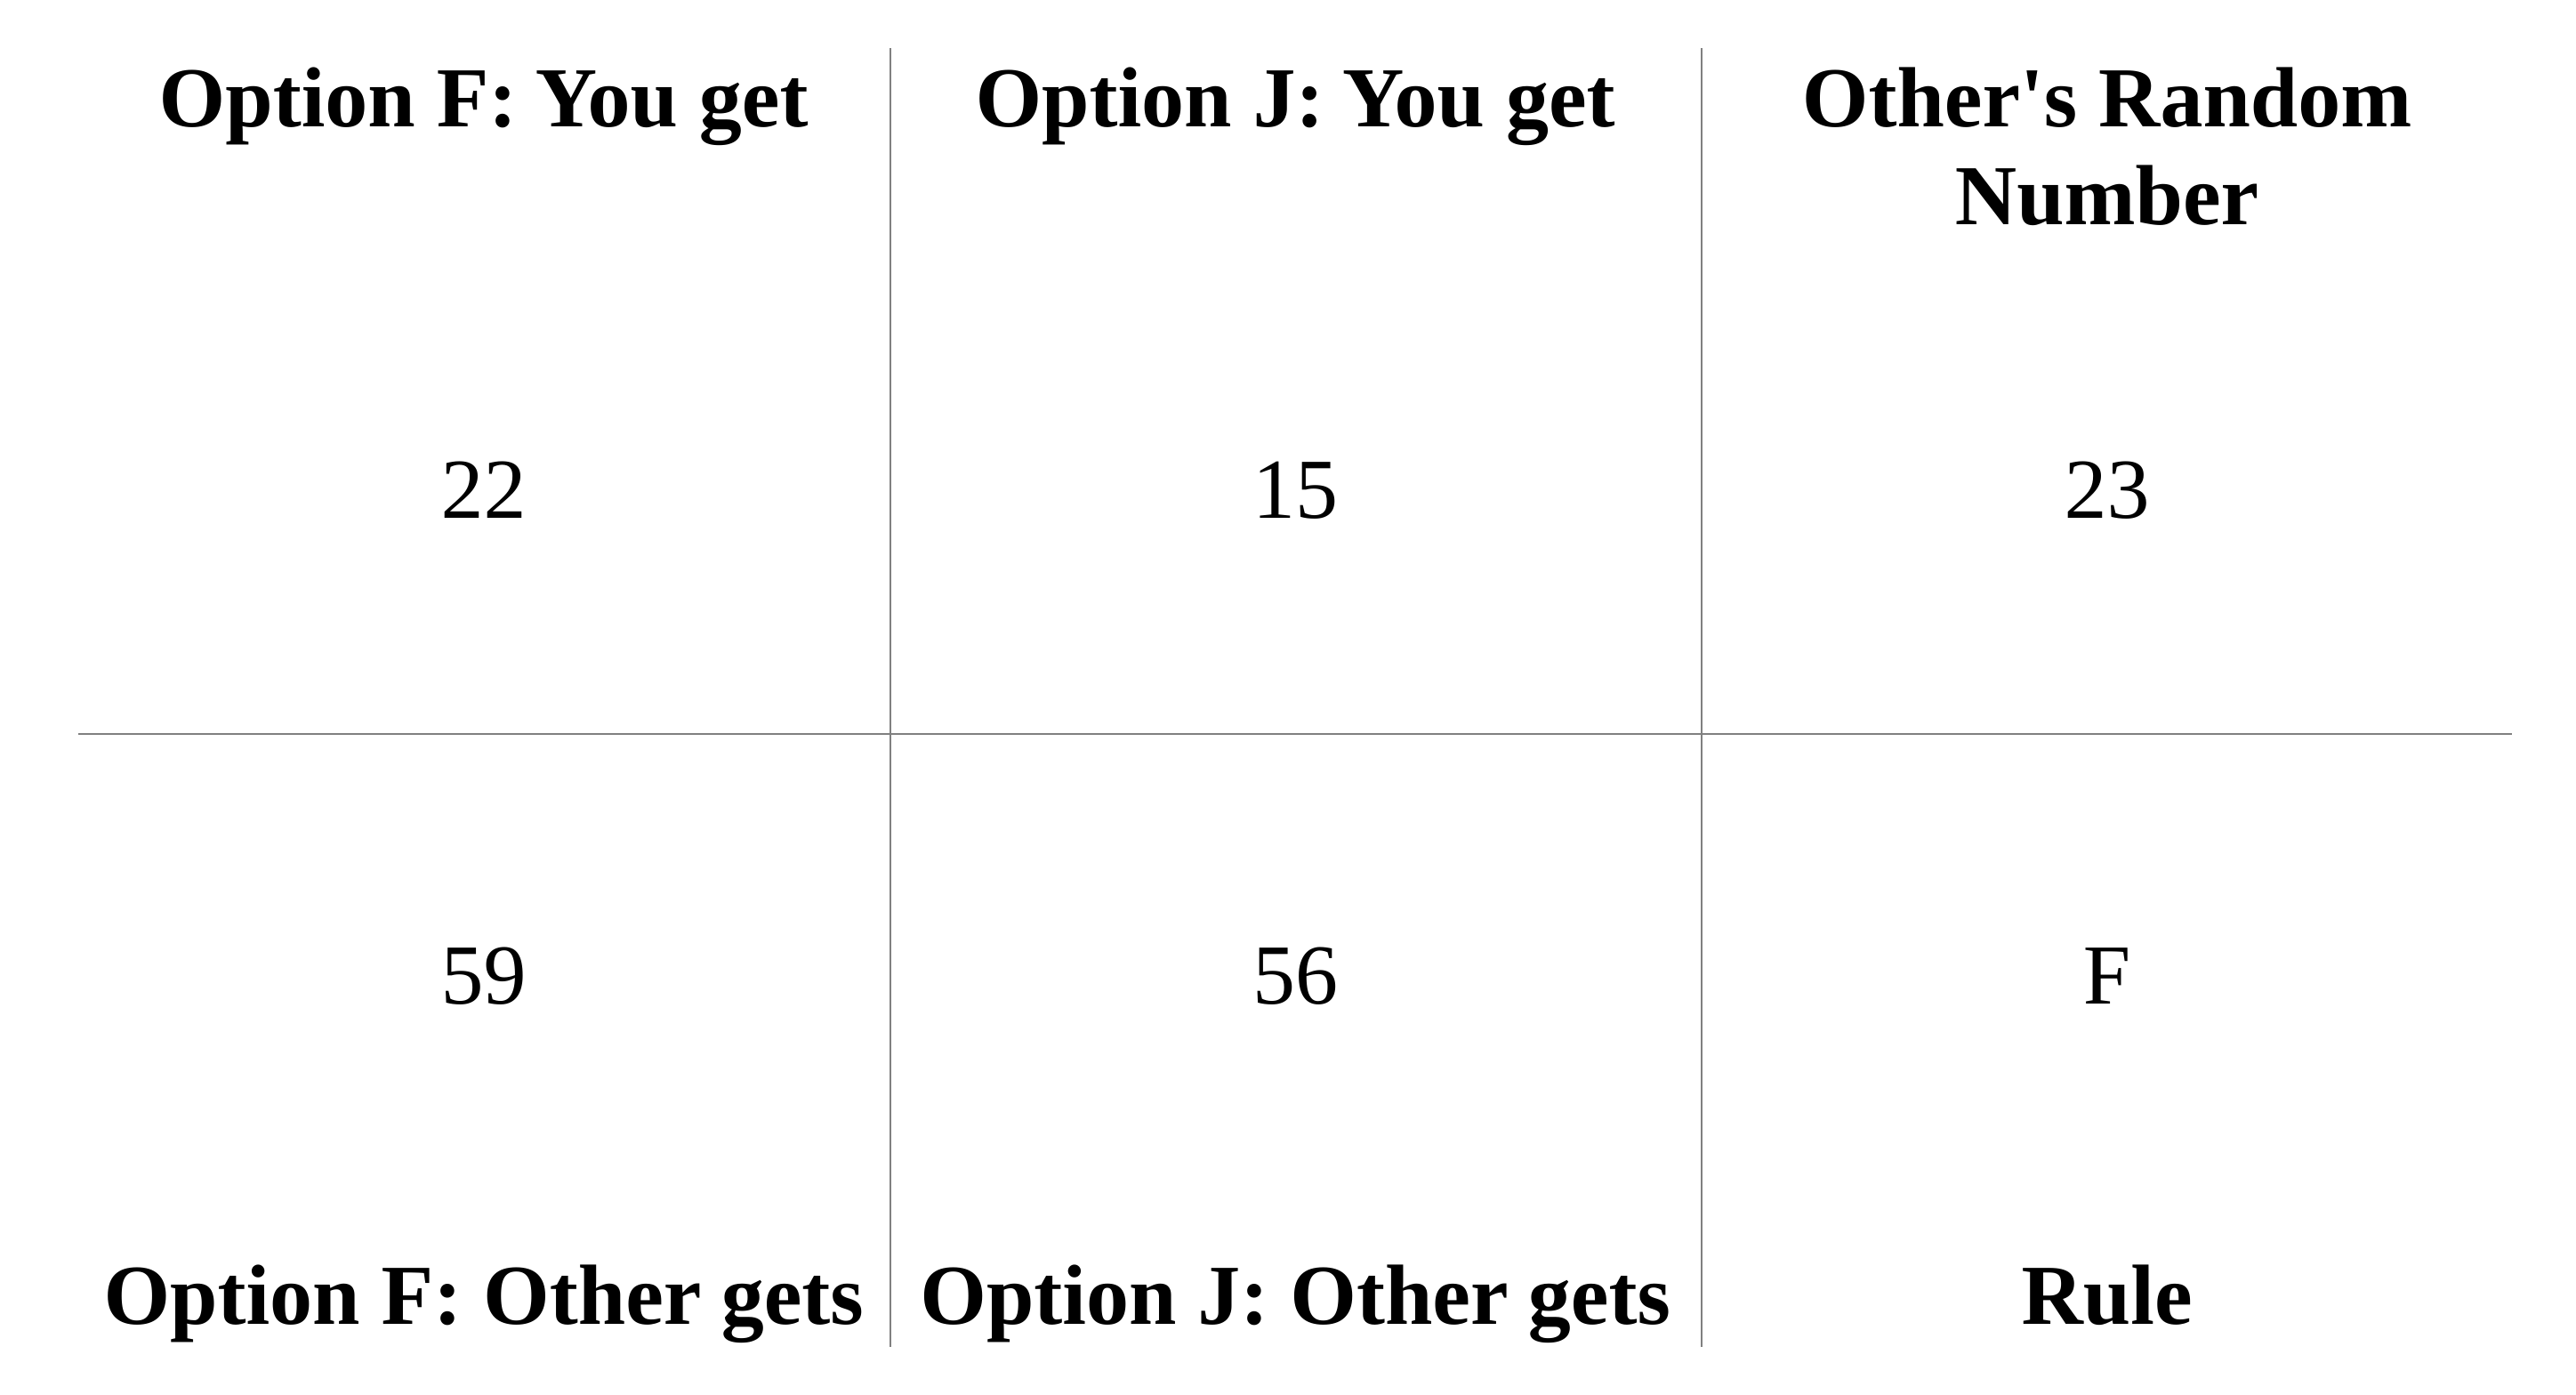 Option F: You get
Option J: You get
Other's Random
Number
22
15
23
59
56
F
Option F: Other gets
Option J: Other gets
Rule